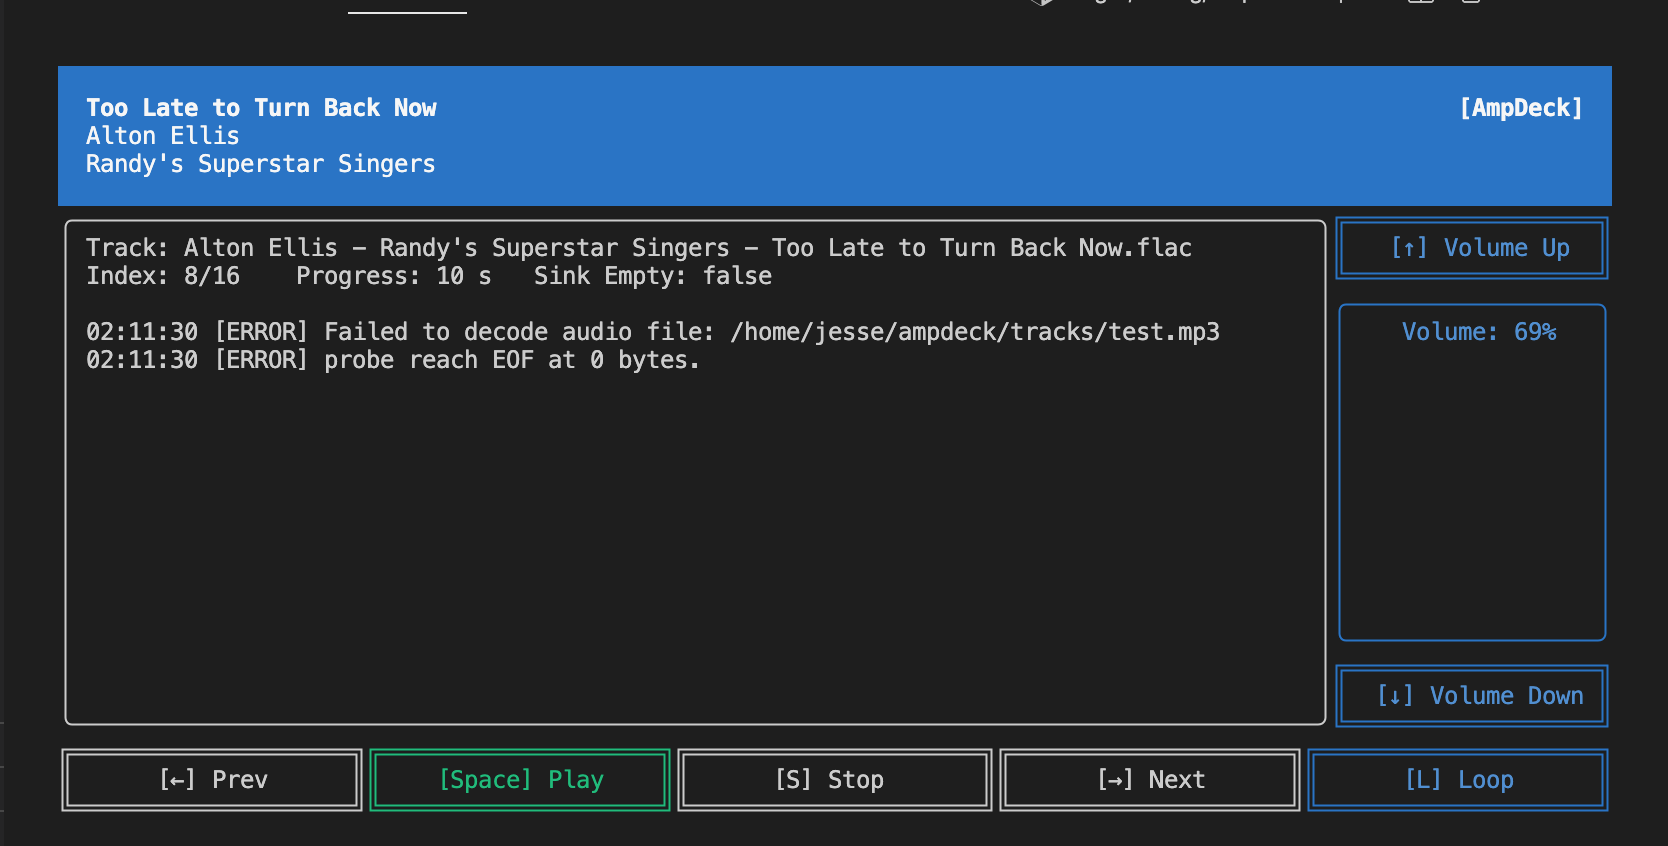 Too Late to Turn Back Now [AmpDeck]
Alton Ellis
Randy's Superstar Singers
Track: Alton Ellis – Randy's Superstar Singers – Too Late to Turn Back Now.flac
Index: 8/16 Progress: 10 s Sink Empty: false
02:11:30 [ERROR] Failed to decode audio file: /home/jesse/ampdeck/tracks/test.mp3
02:11:30 [ERROR] probe reach EOF at 0 bytes.
[↑] Volume Up
Volume: 69%
[↓] Volume Down
[←] Prev
[Space] Play
[S] Stop
[→] Next
[L] Loop